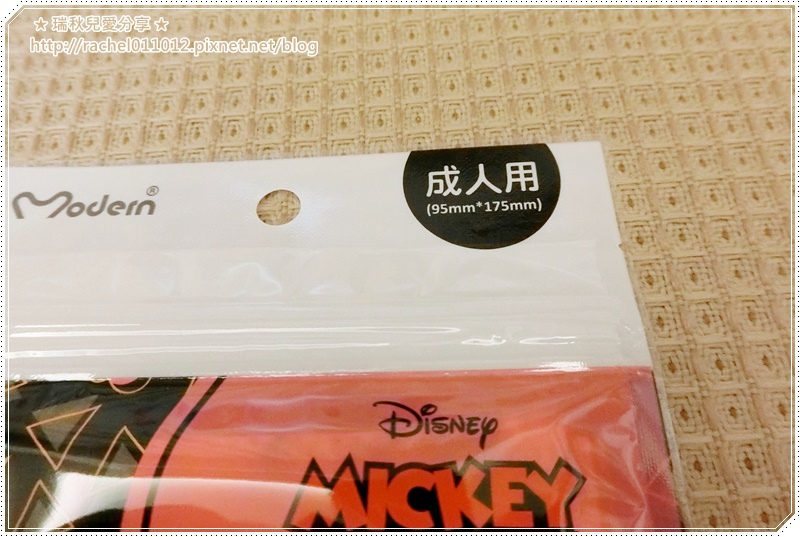 ★ 瑞秋兒愛分享 ★
http://rachel011012.pixnet.net/blog
Modern®
成人用
(95mm*175mm)
Disney
MICKEY